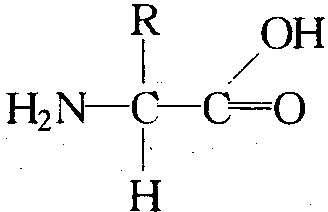 R
OH
H₂N—C—C=O
H